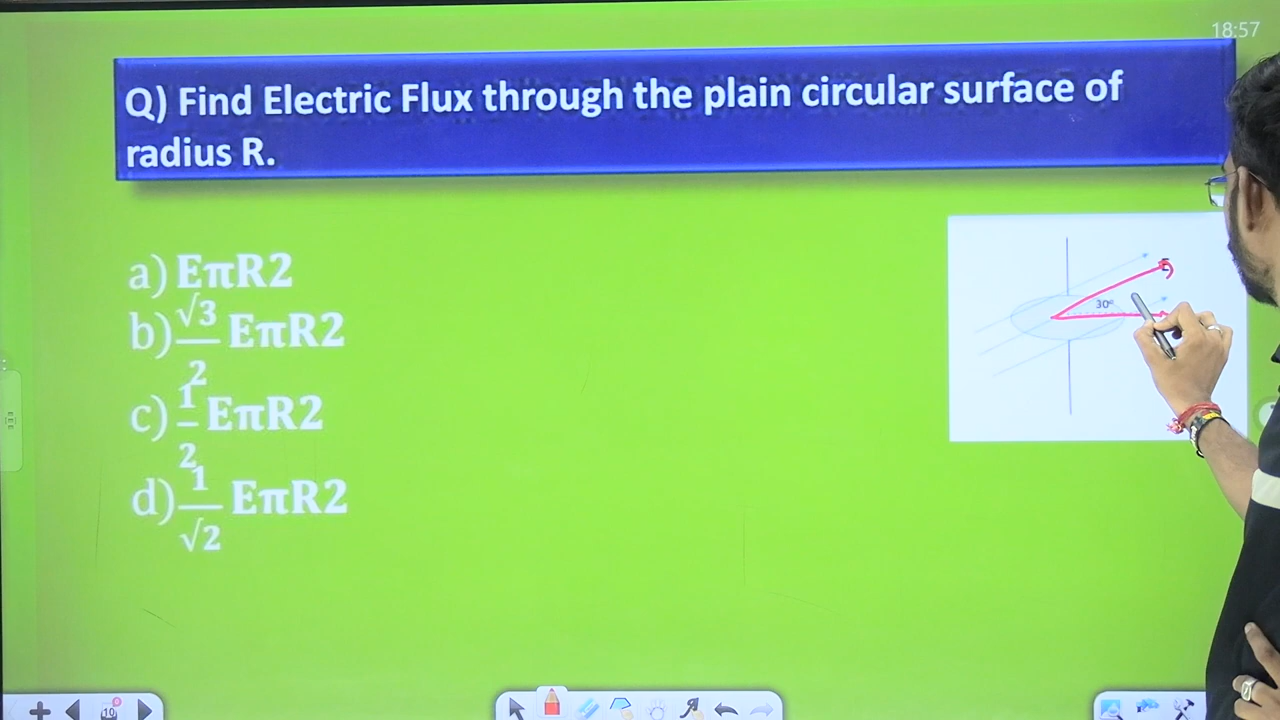 18:57
Q) Find Electric Flux through the plain circular surface of
radius R.
a) EπR2
b) √3/2 EπR2
c) 1/2 EπR2
d) 1/√2 EπR2
30°
10